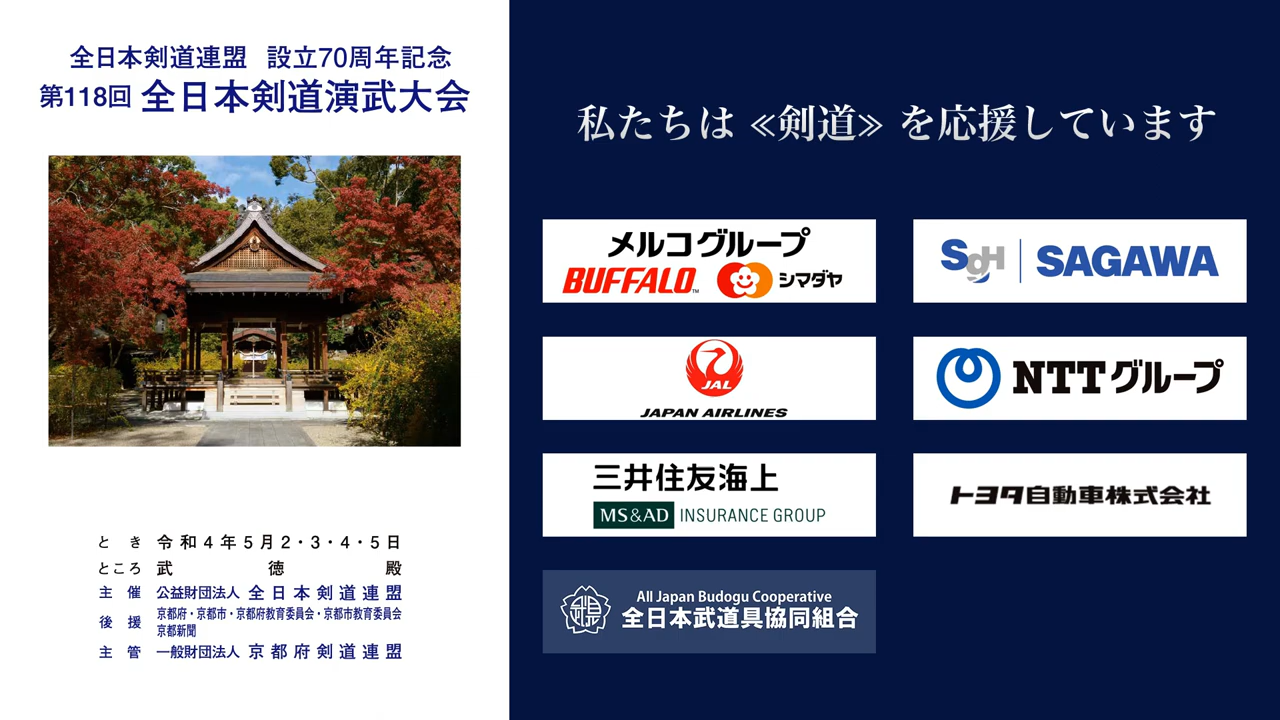 全日本剣道連盟 設立70周年記念
第118回 全日本剣道演武大会
とき 令和4年5月2・3・4・5日
ところ 武徳殿
主催 公益財団法人 全日本剣道連盟
後援 京都府・京都市・京都府教育委員会・京都市教育委員会
京都新聞
主管 一般財団法人 京都府剣道連盟
私たちは ≪剣道≫ を応援しています
メルコグループ
BUFFALO™ シマダヤ
SGH SAGAWA
JAL
JAPAN AIRLINES
NTTグループ
三井住友海上
MS&AD INSURANCE GROUP
トヨタ自動車株式会社
All Japan Budogu Cooperative
全日本武道具協同組合